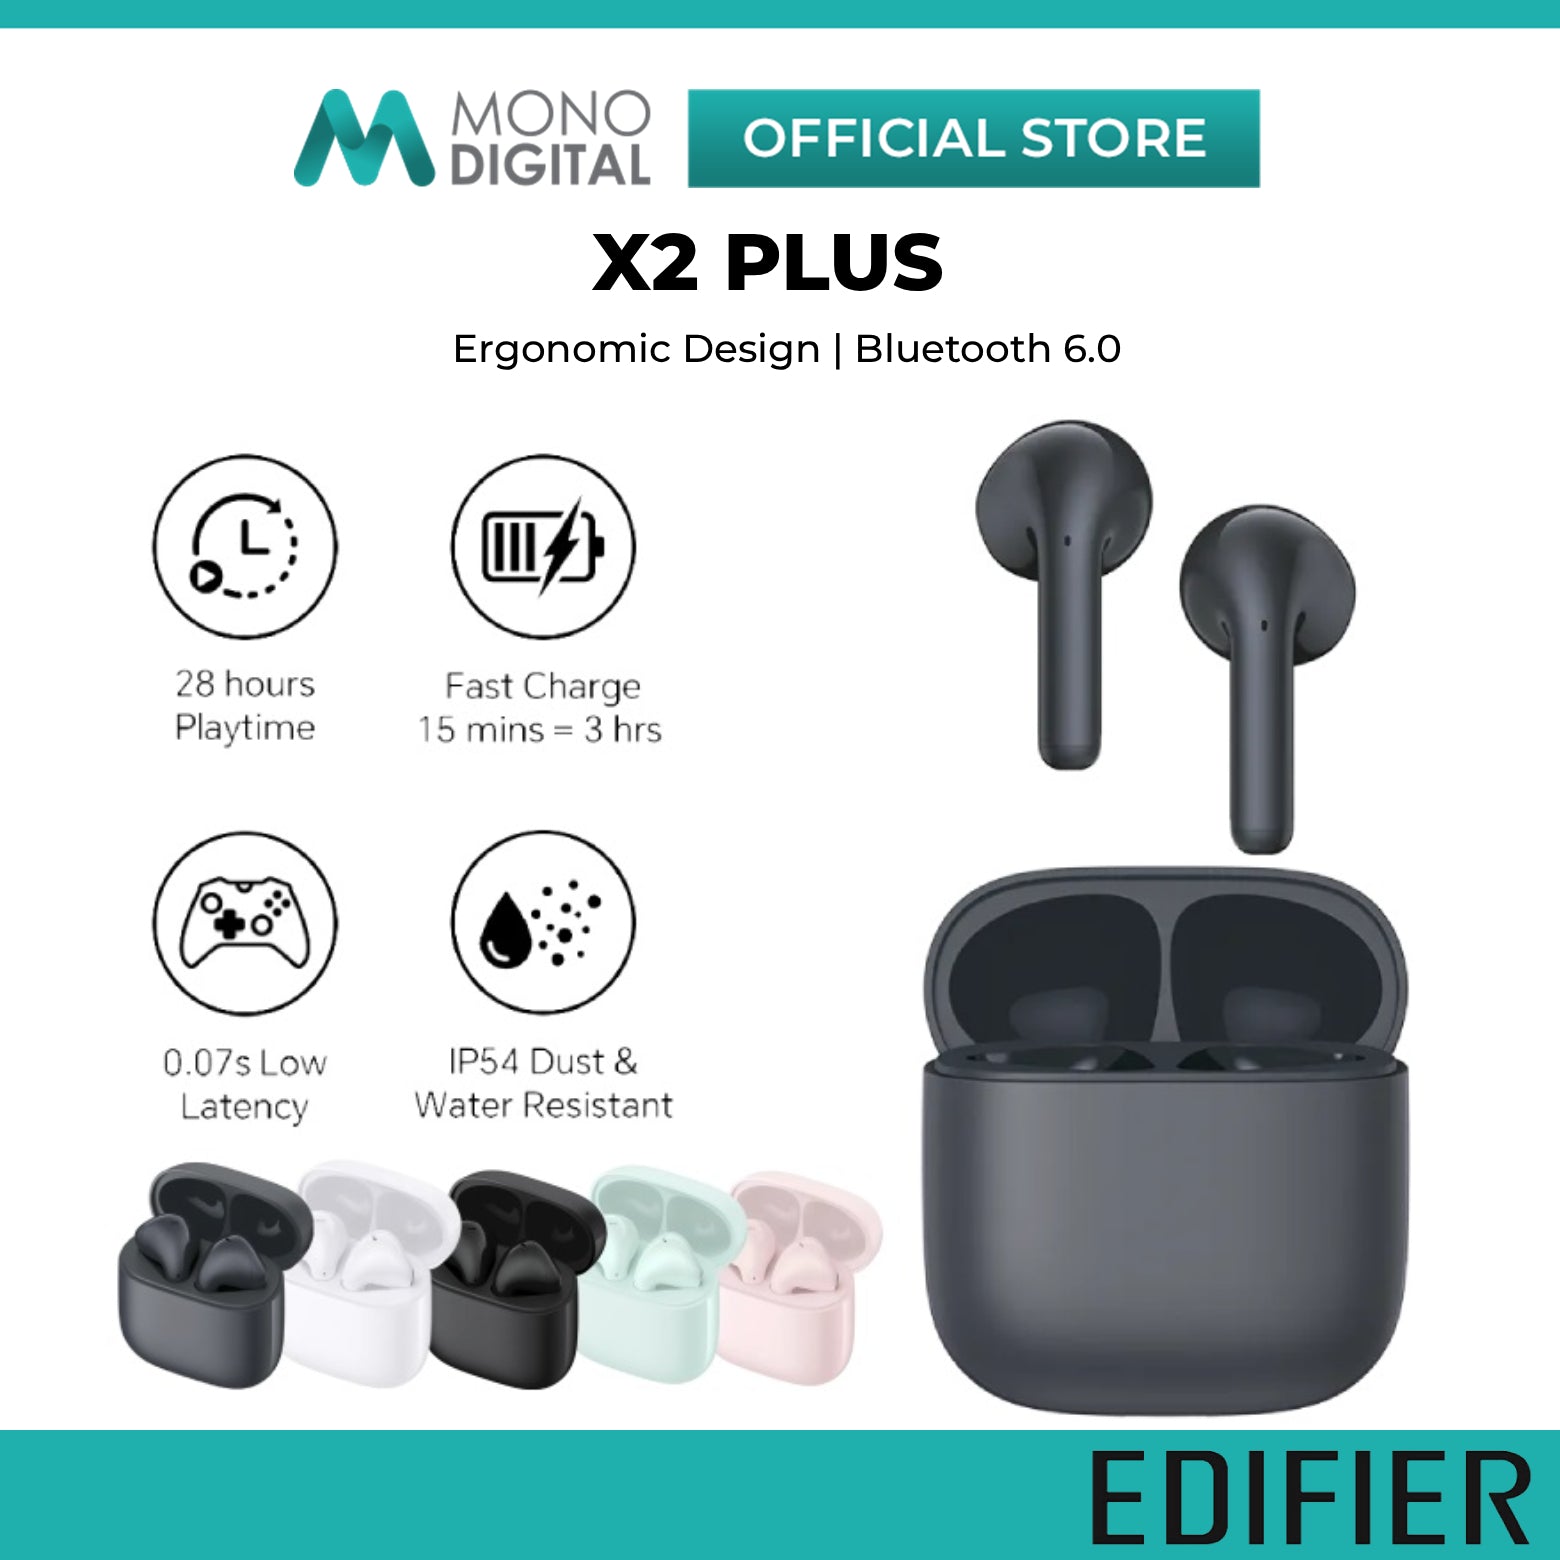 MONO
DIGITAL
OFFICIAL STORE
X2 PLUS
Ergonomic Design | Bluetooth 6.0
28 hours
Playtime
Fast Charge
15 mins = 3 hrs
0.07s Low
Latency
IP54 Dust &
Water Resistant
EDIFIER